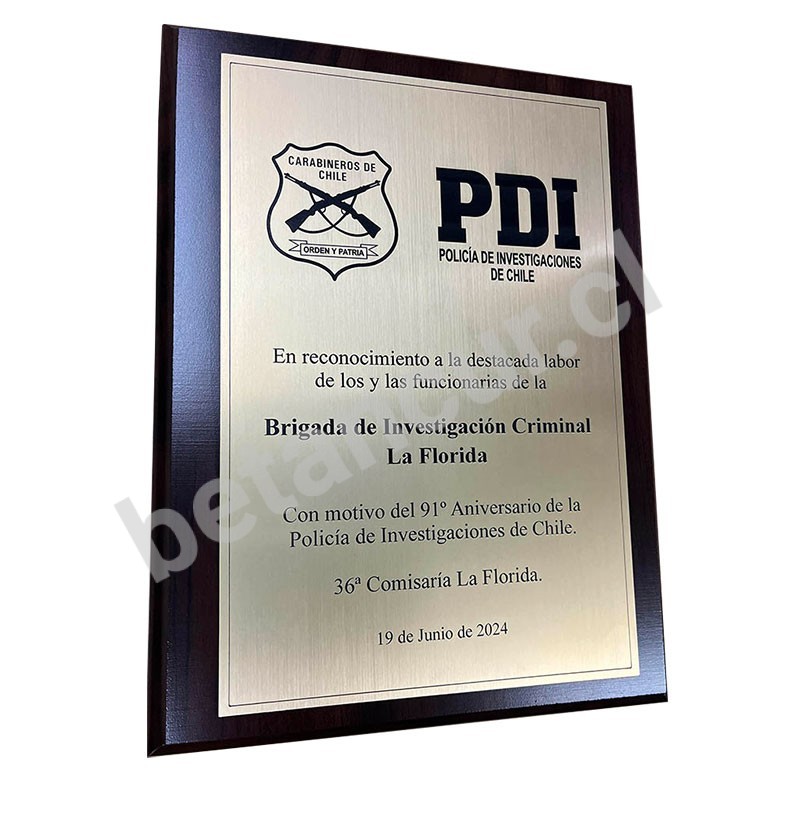 CARABINEROS DE
CHILE
ORDEN Y PATRIA
PDI
POLICÍA DE INVESTIGACIONES
DE CHILE
En reconocimiento a la destacada labor
de los y las funcionarias de la
Brigada de Investigación Criminal
La Florida
Con motivo del 91º Aniversario de la
Policía de Investigaciones de Chile.
36ª Comisaría La Florida.
19 de Junio de 2024
betancur.cl